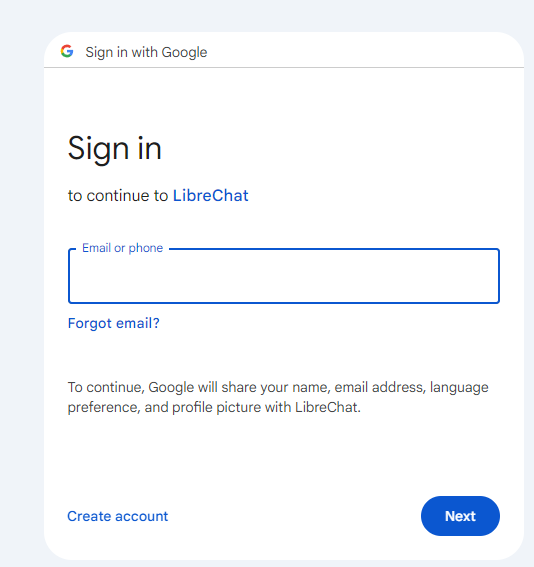 Sign in with Google
Sign in
to continue to LibreChat
Email or phone
Forgot email?
To continue, Google will share your name, email address, language
preference, and profile picture with LibreChat.
Create account
Next